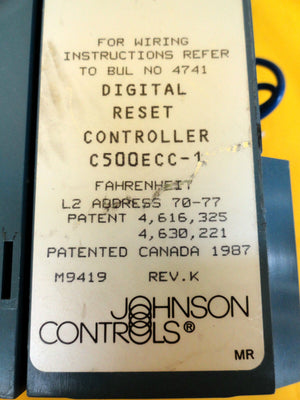 FOR WIRING
INSTRUCTIONS REFER
TO BUL NO 4741
DIGITAL
RESET
CONTROLLER
C500ECC-1
FAHRENHEIT
L2 ADDRESS 70-77
PATENT 4,616,325
4,630,221
PATENTED CANADA 1987
M9419 REV.K
JOHNSON
CONTROLS®
MR